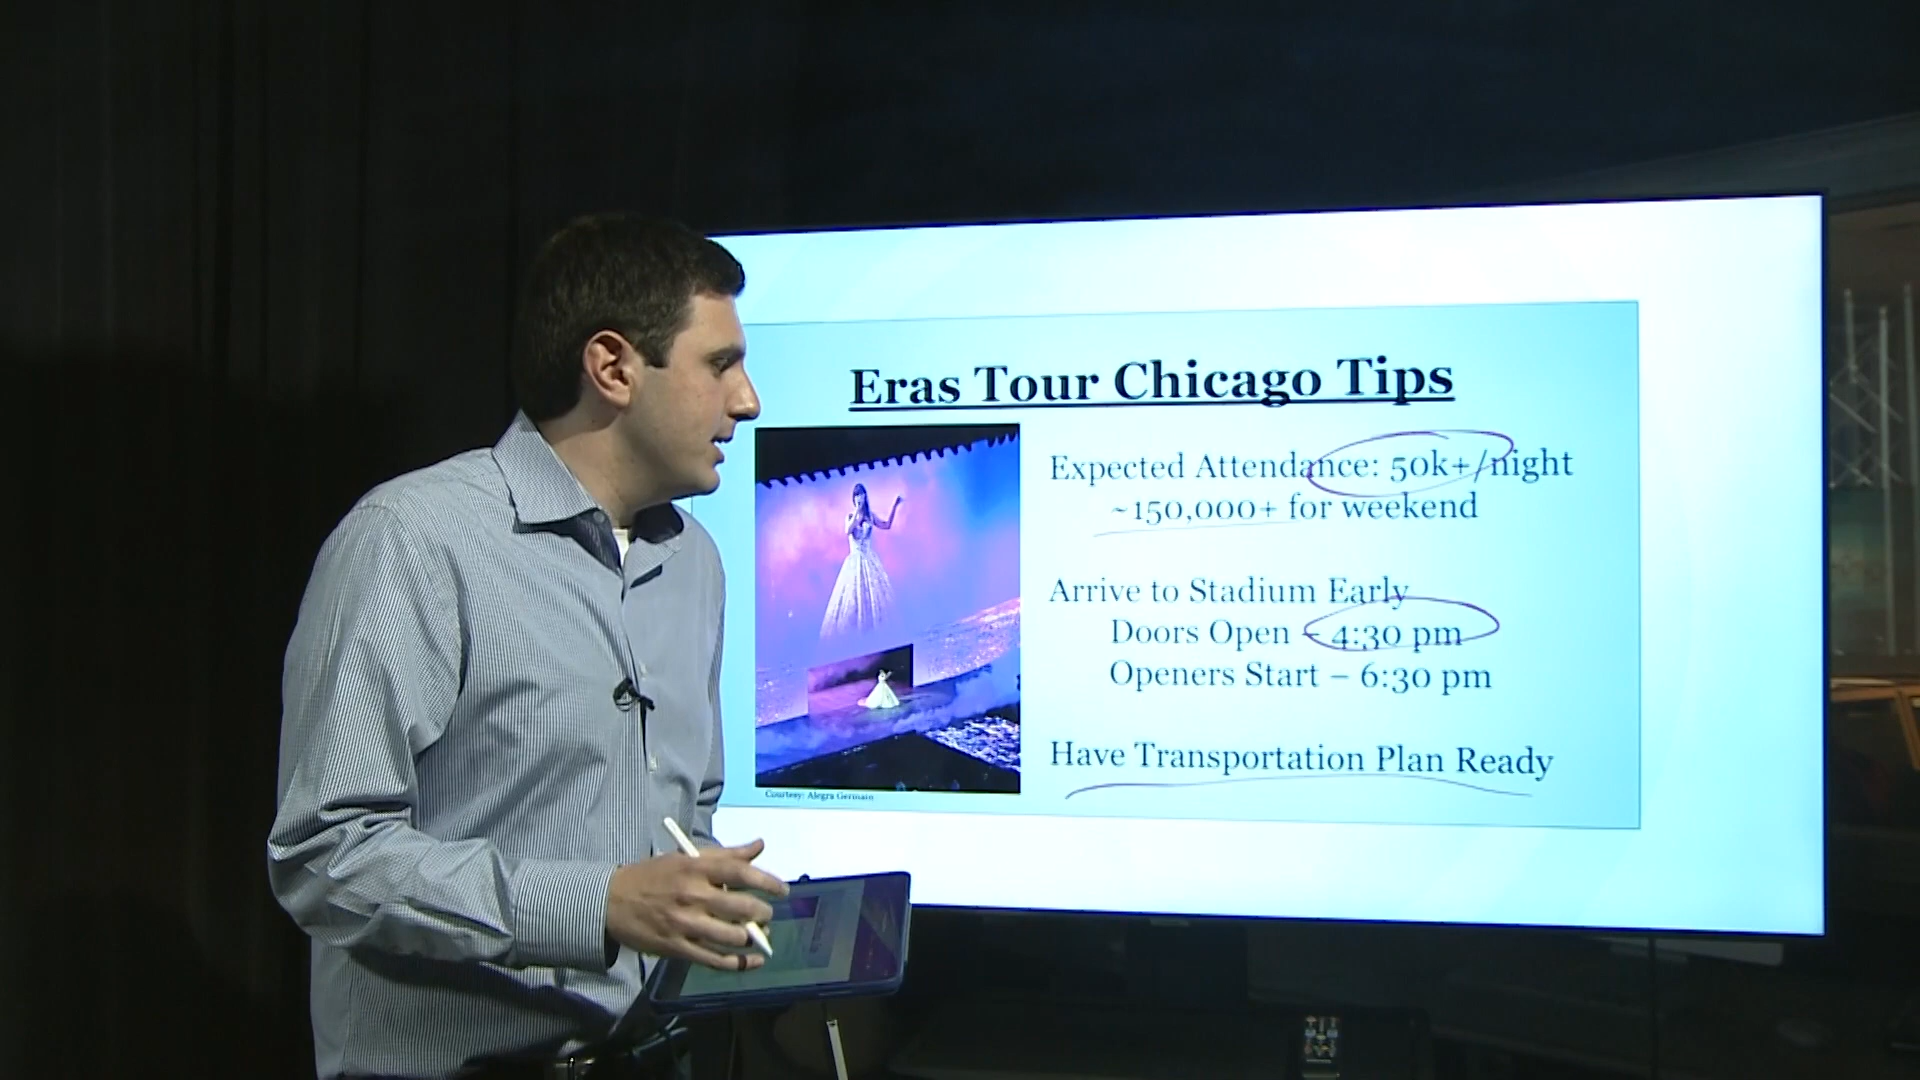 Eras Tour Chicago Tips
Expected Attendance: 50k+/night
~150,000+ for weekend
Arrive to Stadium Early
Doors Open – 4:30 pm
Openers Start – 6:30 pm
Have Transportation Plan Ready
Courtesy: Alegra Germain